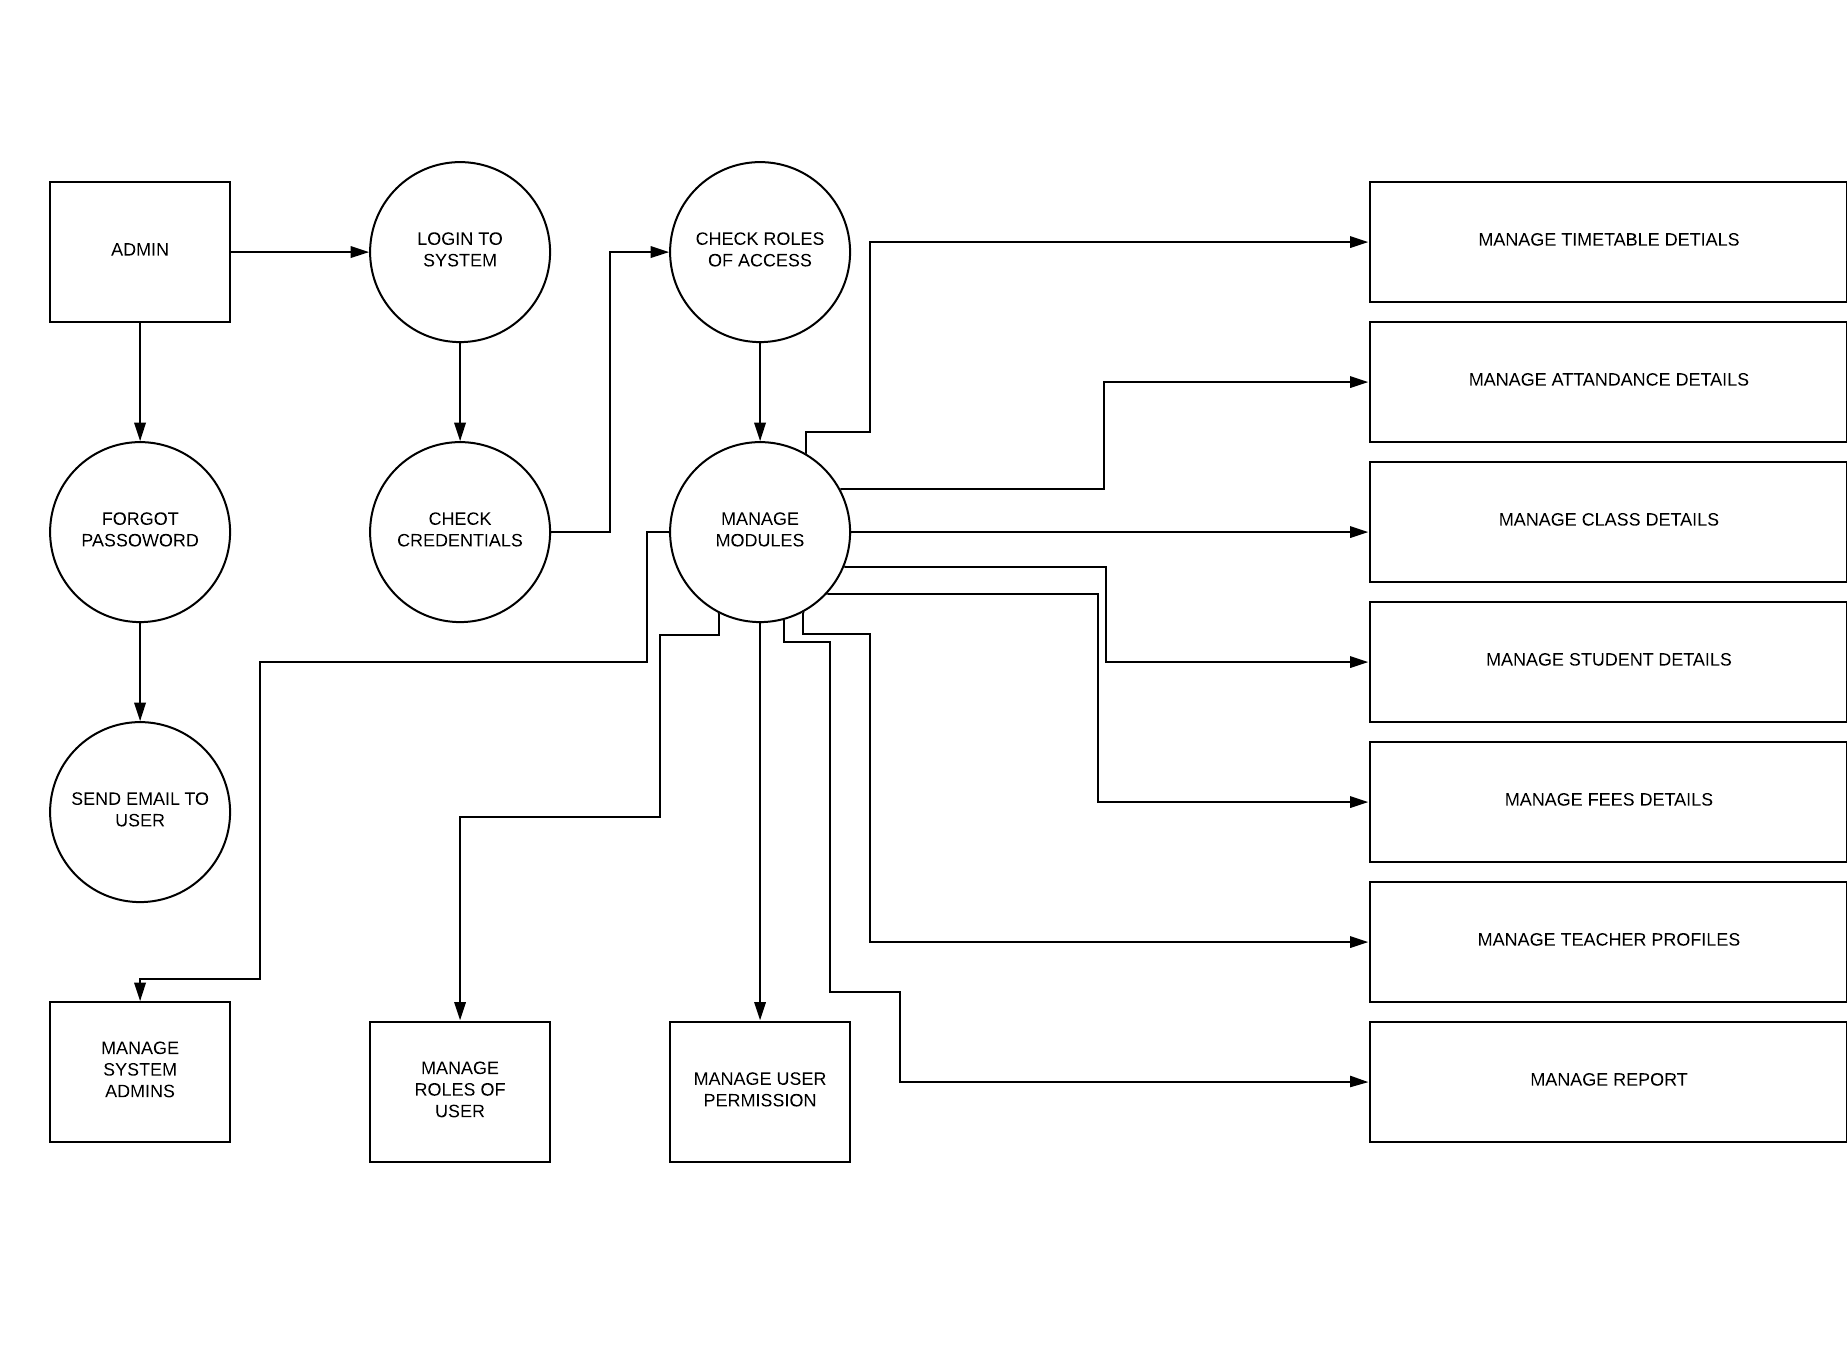 ADMIN
LOGIN TO
SYSTEM
CHECK ROLES
OF ACCESS
MANAGE TIMETABLE DETIALS
MANAGE ATTANDANCE DETAILS
FORGOT
PASSOWORD
CHECK
CREDENTIALS
MANAGE
MODULES
MANAGE CLASS DETAILS
MANAGE STUDENT DETAILS
SEND EMAIL TO
USER
MANAGE FEES DETAILS
MANAGE TEACHER PROFILES
MANAGE
SYSTEM
ADMINS
MANAGE
ROLES OF
USER
MANAGE USER
PERMISSION
MANAGE REPORT